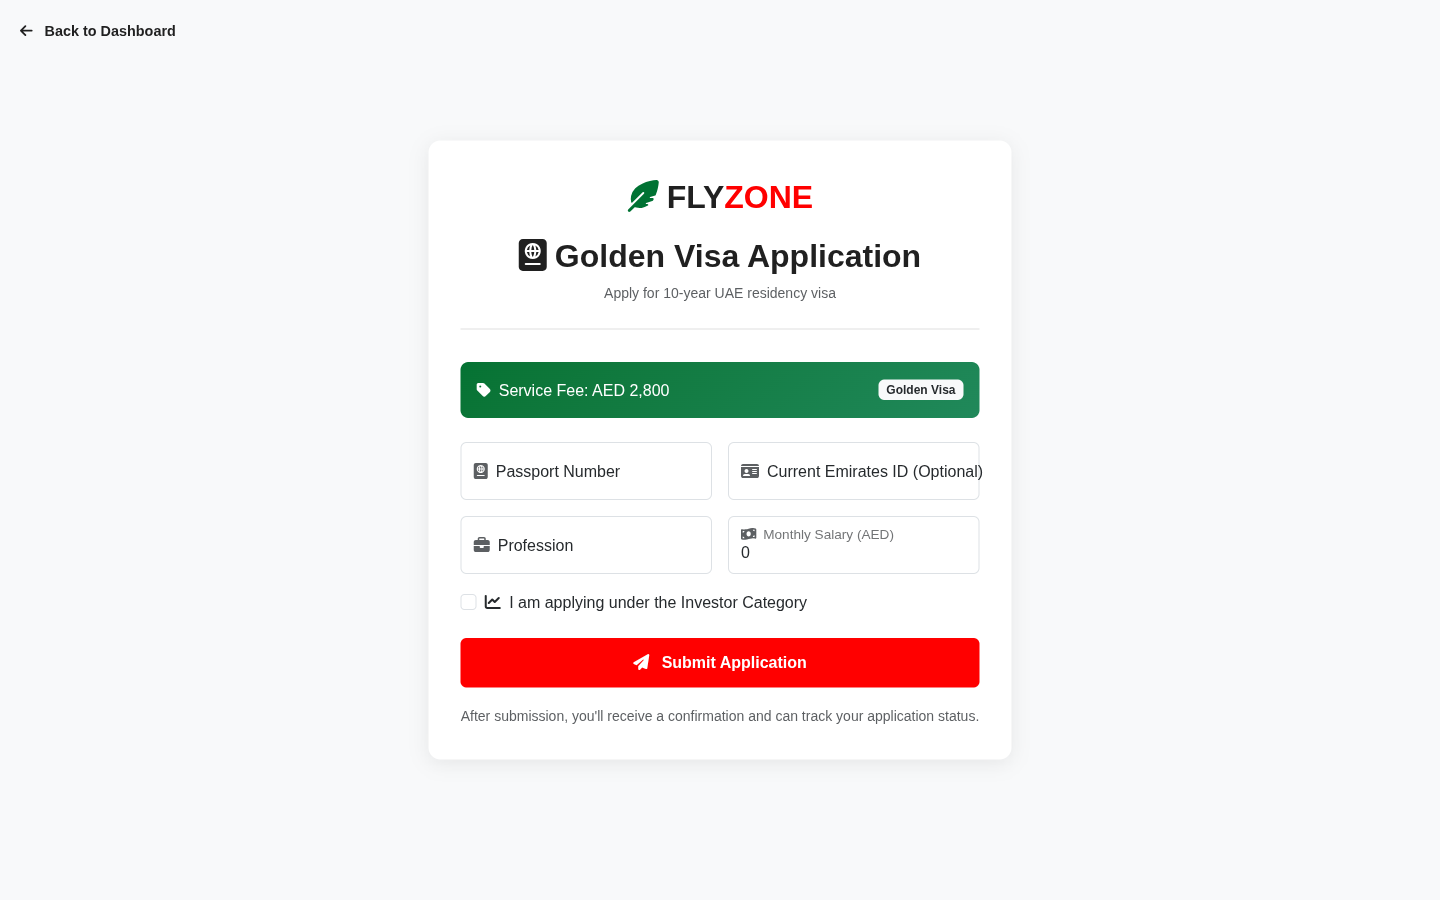 Back to Dashboard
FLYZONE
Golden Visa Application
Apply for 10-year UAE residency visa
Service Fee: AED 2,800
Golden Visa
Passport Number
Current Emirates ID (Optional)
Profession
Monthly Salary (AED)
0
I am applying under the Investor Category
Submit Application
After submission, you'll receive a confirmation and can track your application status.